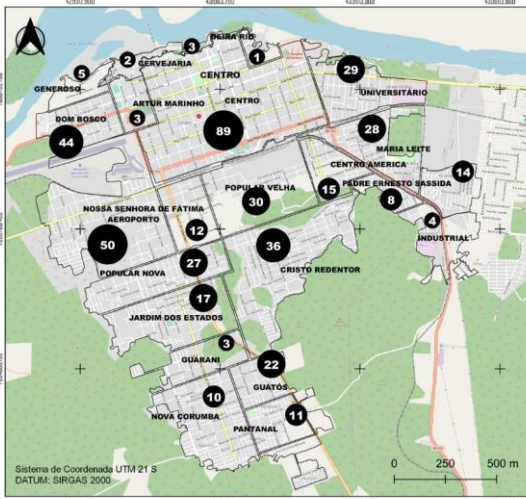 BEIRA RIO
3
1
2
CERVEJARIA
5
CENTRO
29
GENEROSO
ARTUR MARINHO
CENTRO
UNIVERSITÁRIO
DOM BOSCO
3
44
89
28
MARIA LEITE
CENTRO AMERICA
14
POPULAR VELHA
PADRE ERNESTO SASSIDA
15
30
8
NOSSA SENHORA DE FÁTIMA
AEROPORTO
4
12
INDUSTRIAL
50
36
27
CRISTO REDENTOR
POPULAR NOVA
17
JARDIM DOS ESTADOS
3
GUARANI
22
GUATÓS
10
NOVA CORUMBÁ
11
PANTANAL
Sistema de Coordenada UTM 21 S
DATUM: SIRGAS 2000
0 250 500 m